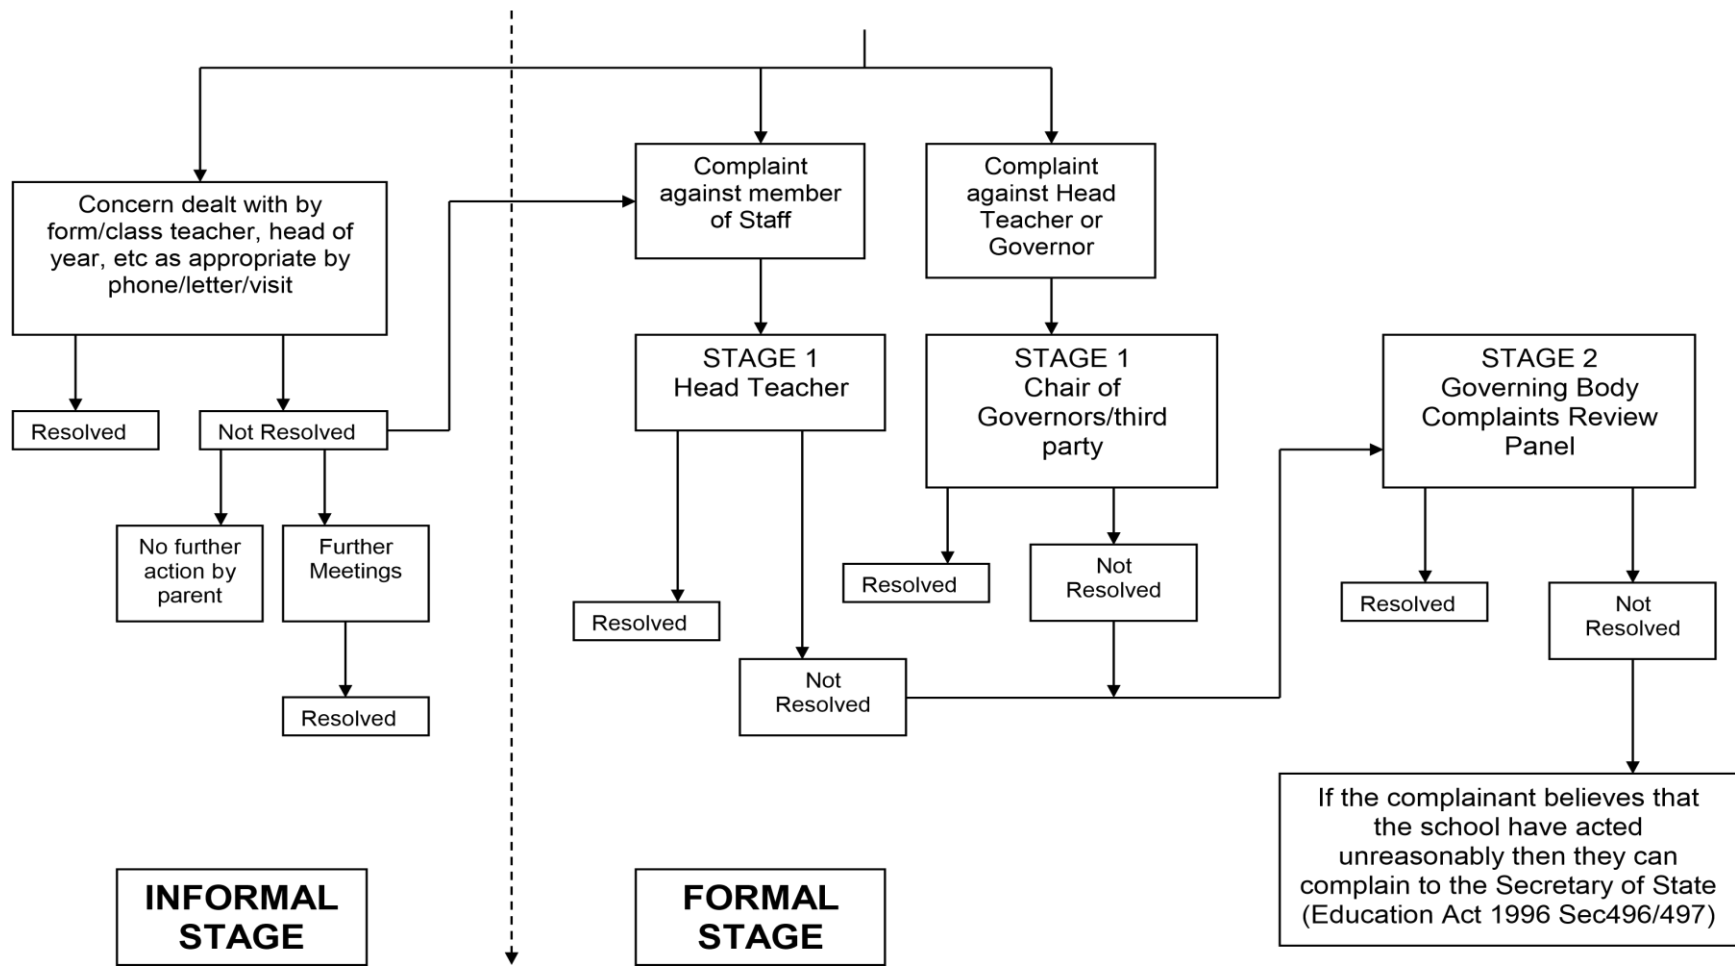 Concern dealt with by
form/class teacher, head of
year, etc as appropriate by
phone/letter/visit
Resolved
Not Resolved
No further
action by
parent
Further
Meetings
Resolved
INFORMAL
STAGE
Complaint
against member
of Staff
STAGE 1
Head Teacher
Resolved
Not
Resolved
FORMAL
STAGE
Complaint
against Head
Teacher or
Governor
STAGE 1
Chair of
Governors/third
party
Resolved
Not
Resolved
STAGE 2
Governing Body
Complaints Review
Panel
Resolved
Not
Resolved
If the complainant believes that
the school have acted
unreasonably then they can
complain to the Secretary of State
(Education Act 1996 Sec496/497)